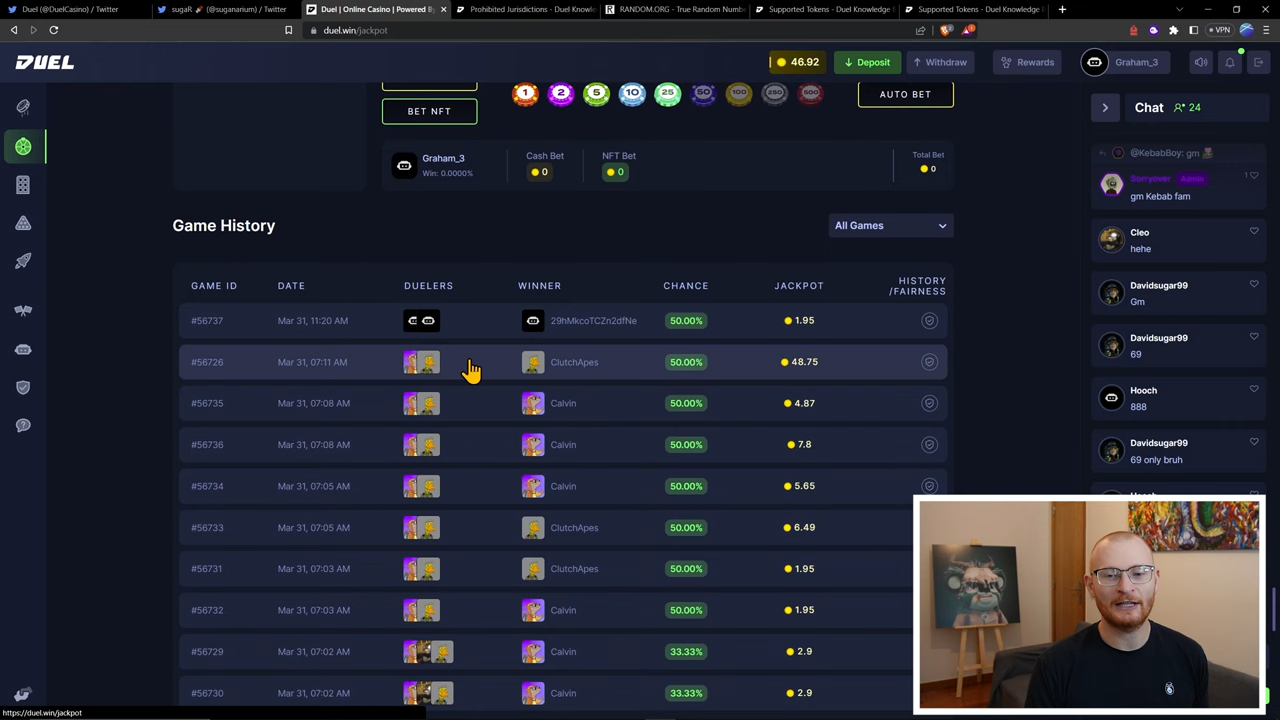 Duel (@DuelCasino) / Twitter
sugaR 🚀 (@suganarium) / Twitter
Duel | Online Casino | Powered B
Prohibited Jurisdictions - Duel Knowle
RANDOM.ORG - True Random Numb
Supported Tokens - Duel Knowledge
Supported Tokens - Duel Knowledge
duel.win/jackpot
VPN
DUEL
46.92
Deposit
Withdraw
Rewards
Graham_3
BET NFT
1
2
5
10
25
50
100
250
500
AUTO BET
Graham_3
Win: 0.0000%
Cash Bet
0
NFT Bet
0
Total Bet
0
Game History
All Games
GAME ID DATE DUELERS WINNER CHANCE JACKPOT HISTORY /FAIRNESS
#56737 Mar 31, 11:20 AM 29hMkcoTCZn2dfNe 50.00% 1.95
#56726 Mar 31, 07:11 AM ClutchApes 50.00% 48.75
#56735 Mar 31, 07:08 AM Calvin 50.00% 4.87
#56736 Mar 31, 07:08 AM Calvin 50.00% 7.8
#56734 Mar 31, 07:05 AM Calvin 50.00% 5.65
#56733 Mar 31, 07:05 AM ClutchApes 50.00% 6.49
#56731 Mar 31, 07:03 AM ClutchApes 50.00% 1.95
#56732 Mar 31, 07:03 AM Calvin 50.00% 1.95
#56729 Mar 31, 07:02 AM Calvin 33.33% 2.9
#56730 Mar 31, 07:02 AM Calvin 33.33% 2.9
Chat 24
@KebabBoy: gm
Sorryover Admin
1
gm Kebab fam
Cleo
hehe
Davidsugar99
Gm
Davidsugar99
69
Hooch
888
Davidsugar99
69 only bruh
https://duel.win/jackpot